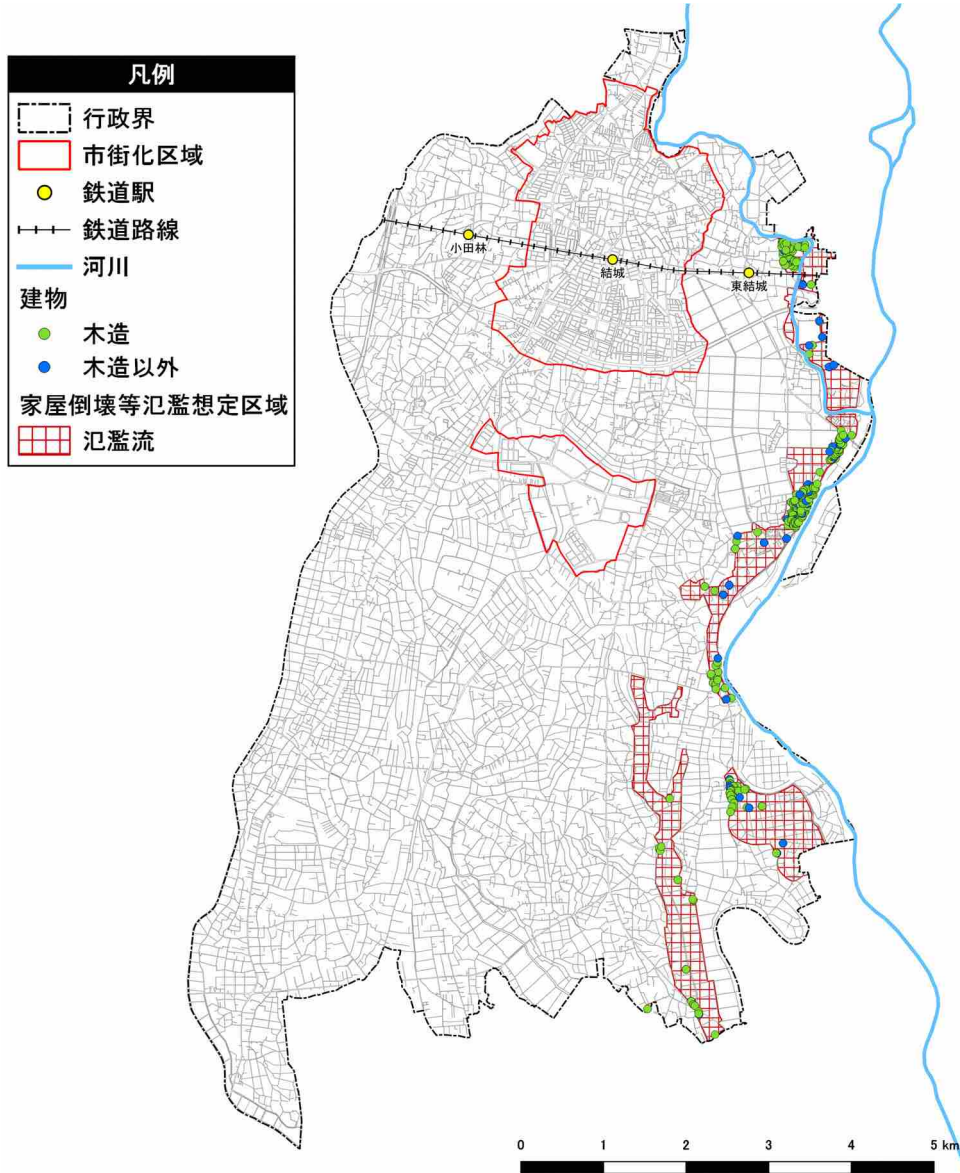 凡例
行政界
市街化区域
鉄道駅
鉄道路線
河川
建物
木造
木造以外
家屋倒壊等氾濫想定区域
氾濫流
小田林
結城
東結城
0 1 2 3 4 5 km